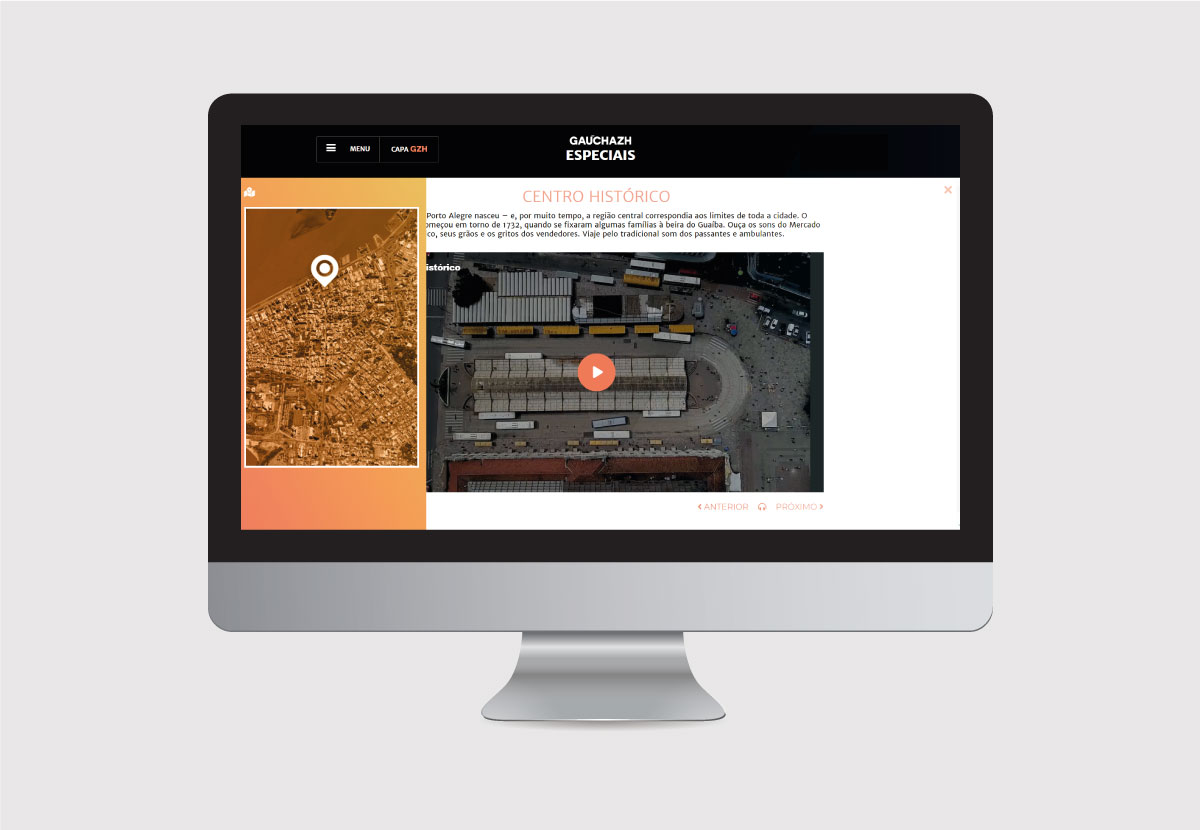 MENU
CAPA GZH
GAÚCHAZH
ESPECIAIS
CENTRO HISTÓRICO
Porto Alegre nasceu — e, por muito tempo, a região central correspondia aos limites de toda a cidade. O
omeçou em torno de 1732, quando se fixaram algumas famílias à beira do Guaíba. Ouça os sons do Mercado
co, seus grãos e os gritos dos vendedores. Viaje pelo tradicional som dos passantes e ambulantes.
istórico
ANTERIOR
PRÓXIMO